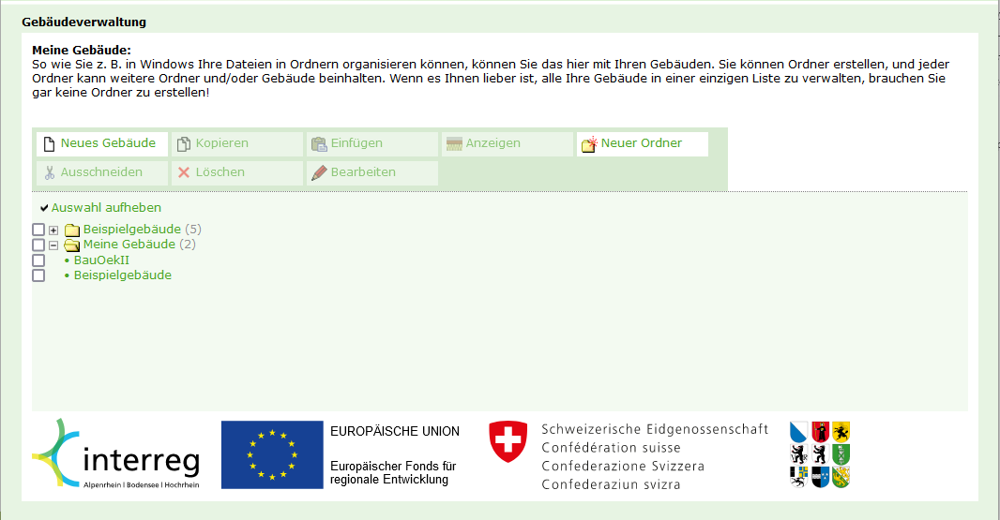 Gebäudeverwaltung
Meine Gebäude:
So wie Sie z. B. in Windows Ihre Dateien in Ordnern organisieren können, können Sie das hier mit Ihren Gebäuden. Sie können Ordner erstellen, und jeder
Ordner kann weitere Ordner und/oder Gebäude beinhalten. Wenn es Ihnen lieber ist, alle Ihre Gebäude in einer einzigen Liste zu verwalten, brauchen Sie
gar keine Ordner zu erstellen!
Neues Gebäude Kopieren Einfügen Anzeigen Neuer Ordner
Ausschneiden Löschen Bearbeiten
Auswahl aufheben
Beispielgebäude (5)
Meine Gebäude (2)
• BauOekII
• Beispielgebäude
interreg
Alpenrhein | Bodensee | Hochrhein
EUROPÄISCHE UNION
Europäischer Fonds für
regionale Entwicklung
Schweizerische Eidgenossenschaft
Confédération suisse
Confederazione Svizzera
Confederaziun svizra